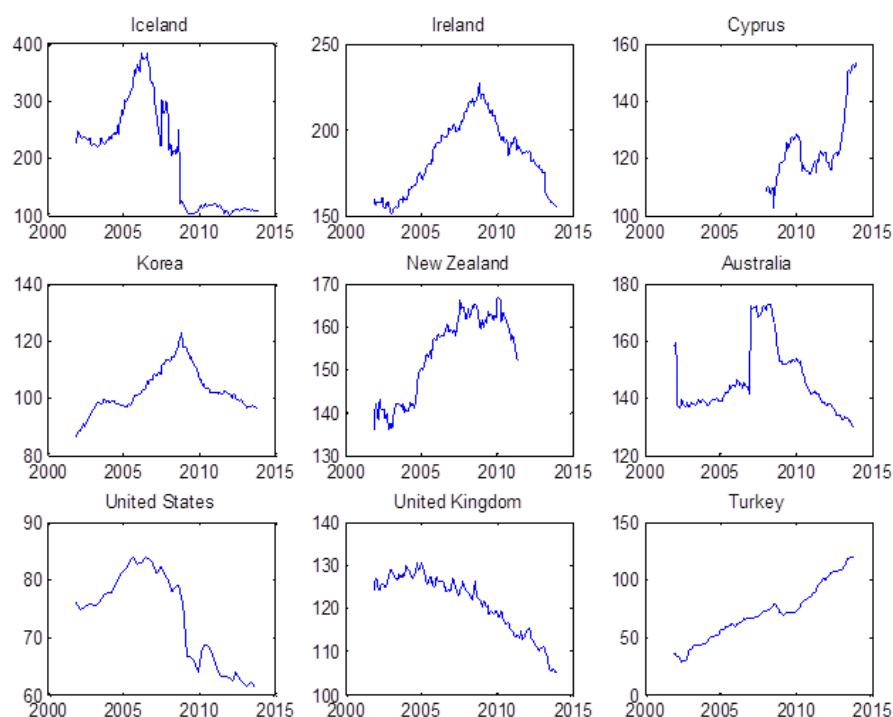 Iceland Ireland Cyprus
400 250 160
300 200 140
200 120
100 150 100
2000 2005 2010 2015 2000 2005 2010 2015 2000 2005 2010 2015
Korea New Zealand Australia
140 170 180
120 160 160
100 150 140
140
80 130 120
2000 2005 2010 2015 2000 2005 2010 2015 2000 2005 2010 2015
United States United Kingdom Turkey
90 140 150
80 130 100
120
70 110 50
60 100 0
2000 2005 2010 2015 2000 2005 2010 2015 2000 2005 2010 2015